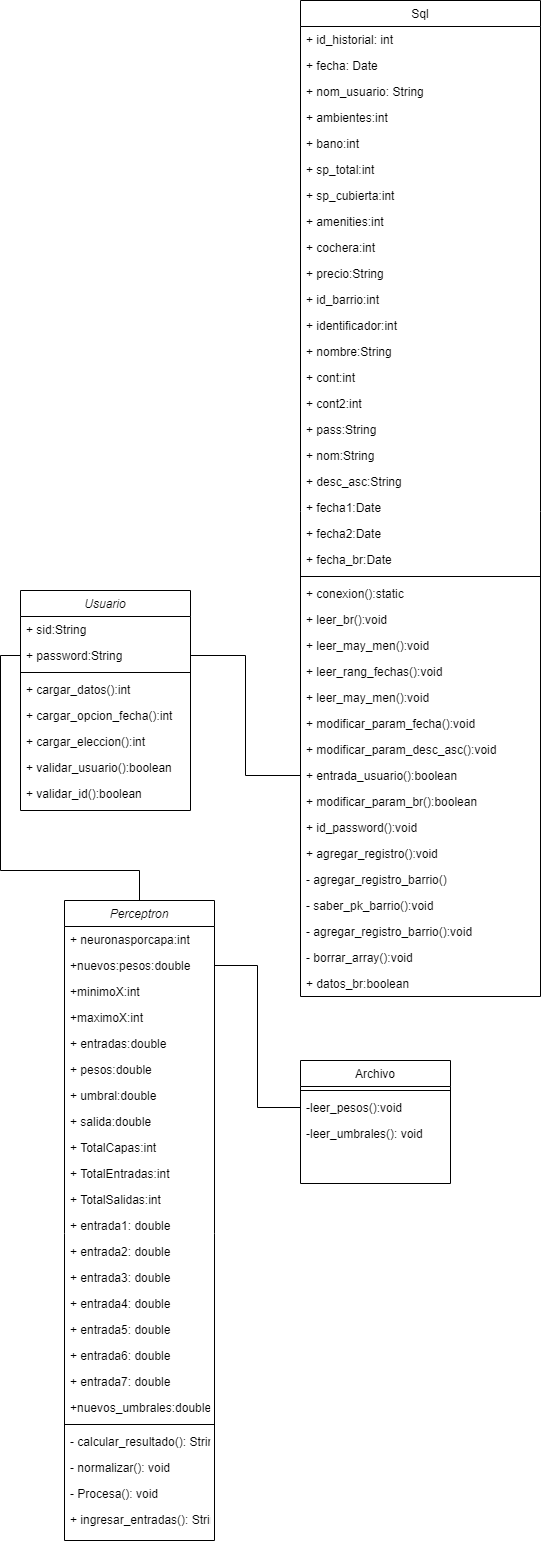 Sql
+ id_historial: int
+ fecha: Date
+ nom_usuario: String
+ ambientes:int
+ bano:int
+ sp_total:int
+ sp_cubierta:int
+ amenities:int
+ cochera:int
+ precio:String
+ id_barrio:int
+ identificador:int
+ nombre:String
+ cont:int
+ cont2:int
+ pass:String
+ nom:String
+ desc_asc:String
+ fecha1:Date
+ fecha2:Date
+ fecha_br:Date
+ conexion():static
+ leer_br():void
+ leer_may_men():void
+ leer_rang_fechas():void
+ leer_may_men():void
+ modificar_param_fecha():void
+ modificar_param_desc_asc():void
+ entrada_usuario():boolean
+ modificar_param_br():boolean
+ id_password():void
+ agregar_registro():void
- agregar_registro_barrio()
- saber_pk_barrio():void
- agregar_registro_barrio():void
- borrar_array():void
+ datos_br:boolean
Usuario
+ sid:String
+ password:String
+ cargar_datos():int
+ cargar_opcion_fecha():int
+ cargar_eleccion():int
+ validar_usuario():boolean
+ validar_id():boolean
Perceptron
+ neuronasporcapa:int
+nuevos:pesos:double
+minimoX:int
+maximoX:int
+ entradas:double
+ pesos:double
+ umbral:double
+ salida:double
+ TotalCapas:int
+ TotalEntradas:int
+ TotalSalidas:int
+ entrada1: double
+ entrada2: double
+ entrada3: double
+ entrada4: double
+ entrada5: double
+ entrada6: double
+ entrada7: double
+nuevos_umbrales:double
- calcular_resultado(): Strin
- normalizar(): void
- Procesa(): void
+ ingresar_entradas(): Stri
Archivo
-leer_pesos():void
-leer_umbrales(): void